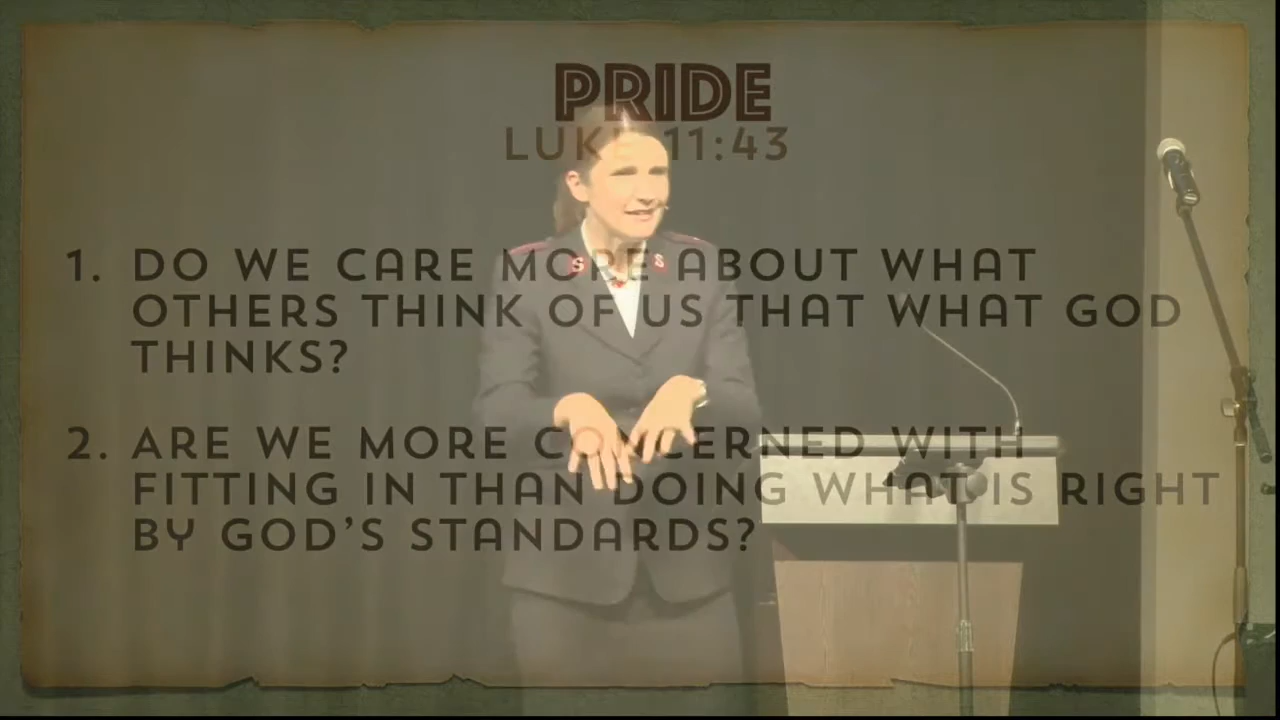 PRIDE
LUKE 11:43
1. DO WE CARE MORE ABOUT WHAT
OTHERS THINK OF US THAT WHAT GOD
THINKS?
2. ARE WE MORE CONCERNED WITH
FITTING IN THAN DOING WHAT IS RIGHT
BY GOD'S STANDARDS?
S S